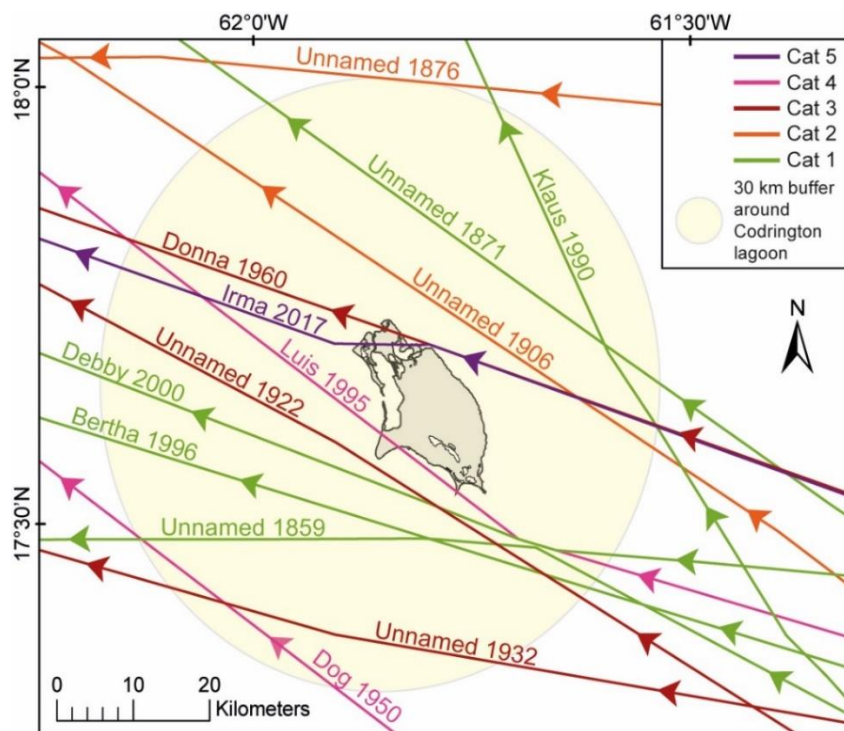 62°0'W
61°30'W
18°0'N
17°30'N
Unnamed 1876
Unnamed 1871
Klaus 1990
Donna 1960
Irma 2017
Unnamed 1906
Unnamed 1922
Luis 1995
Debby 2000
Bertha 1996
Unnamed 1859
Unnamed 1932
Dog 1950
Cat 5
Cat 4
Cat 3
Cat 2
Cat 1
30 km buffer
around
Codrington
lagoon
N
0
10
20
Kilometers